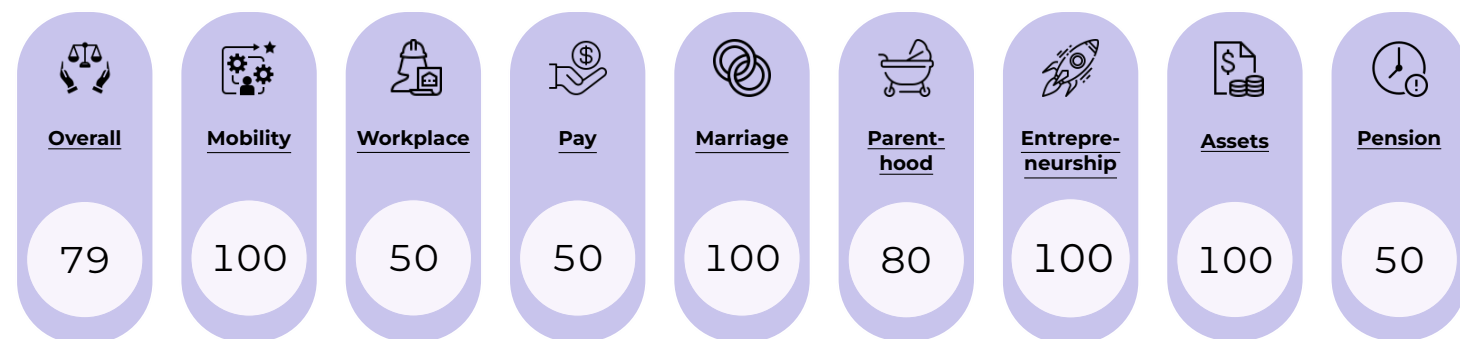 Overall
79
Mobility
100
Workplace
50
Pay
50
Marriage
100
Parent-
hood
80
Entrepre-
neurship
100
$
Assets
100
Pension
50